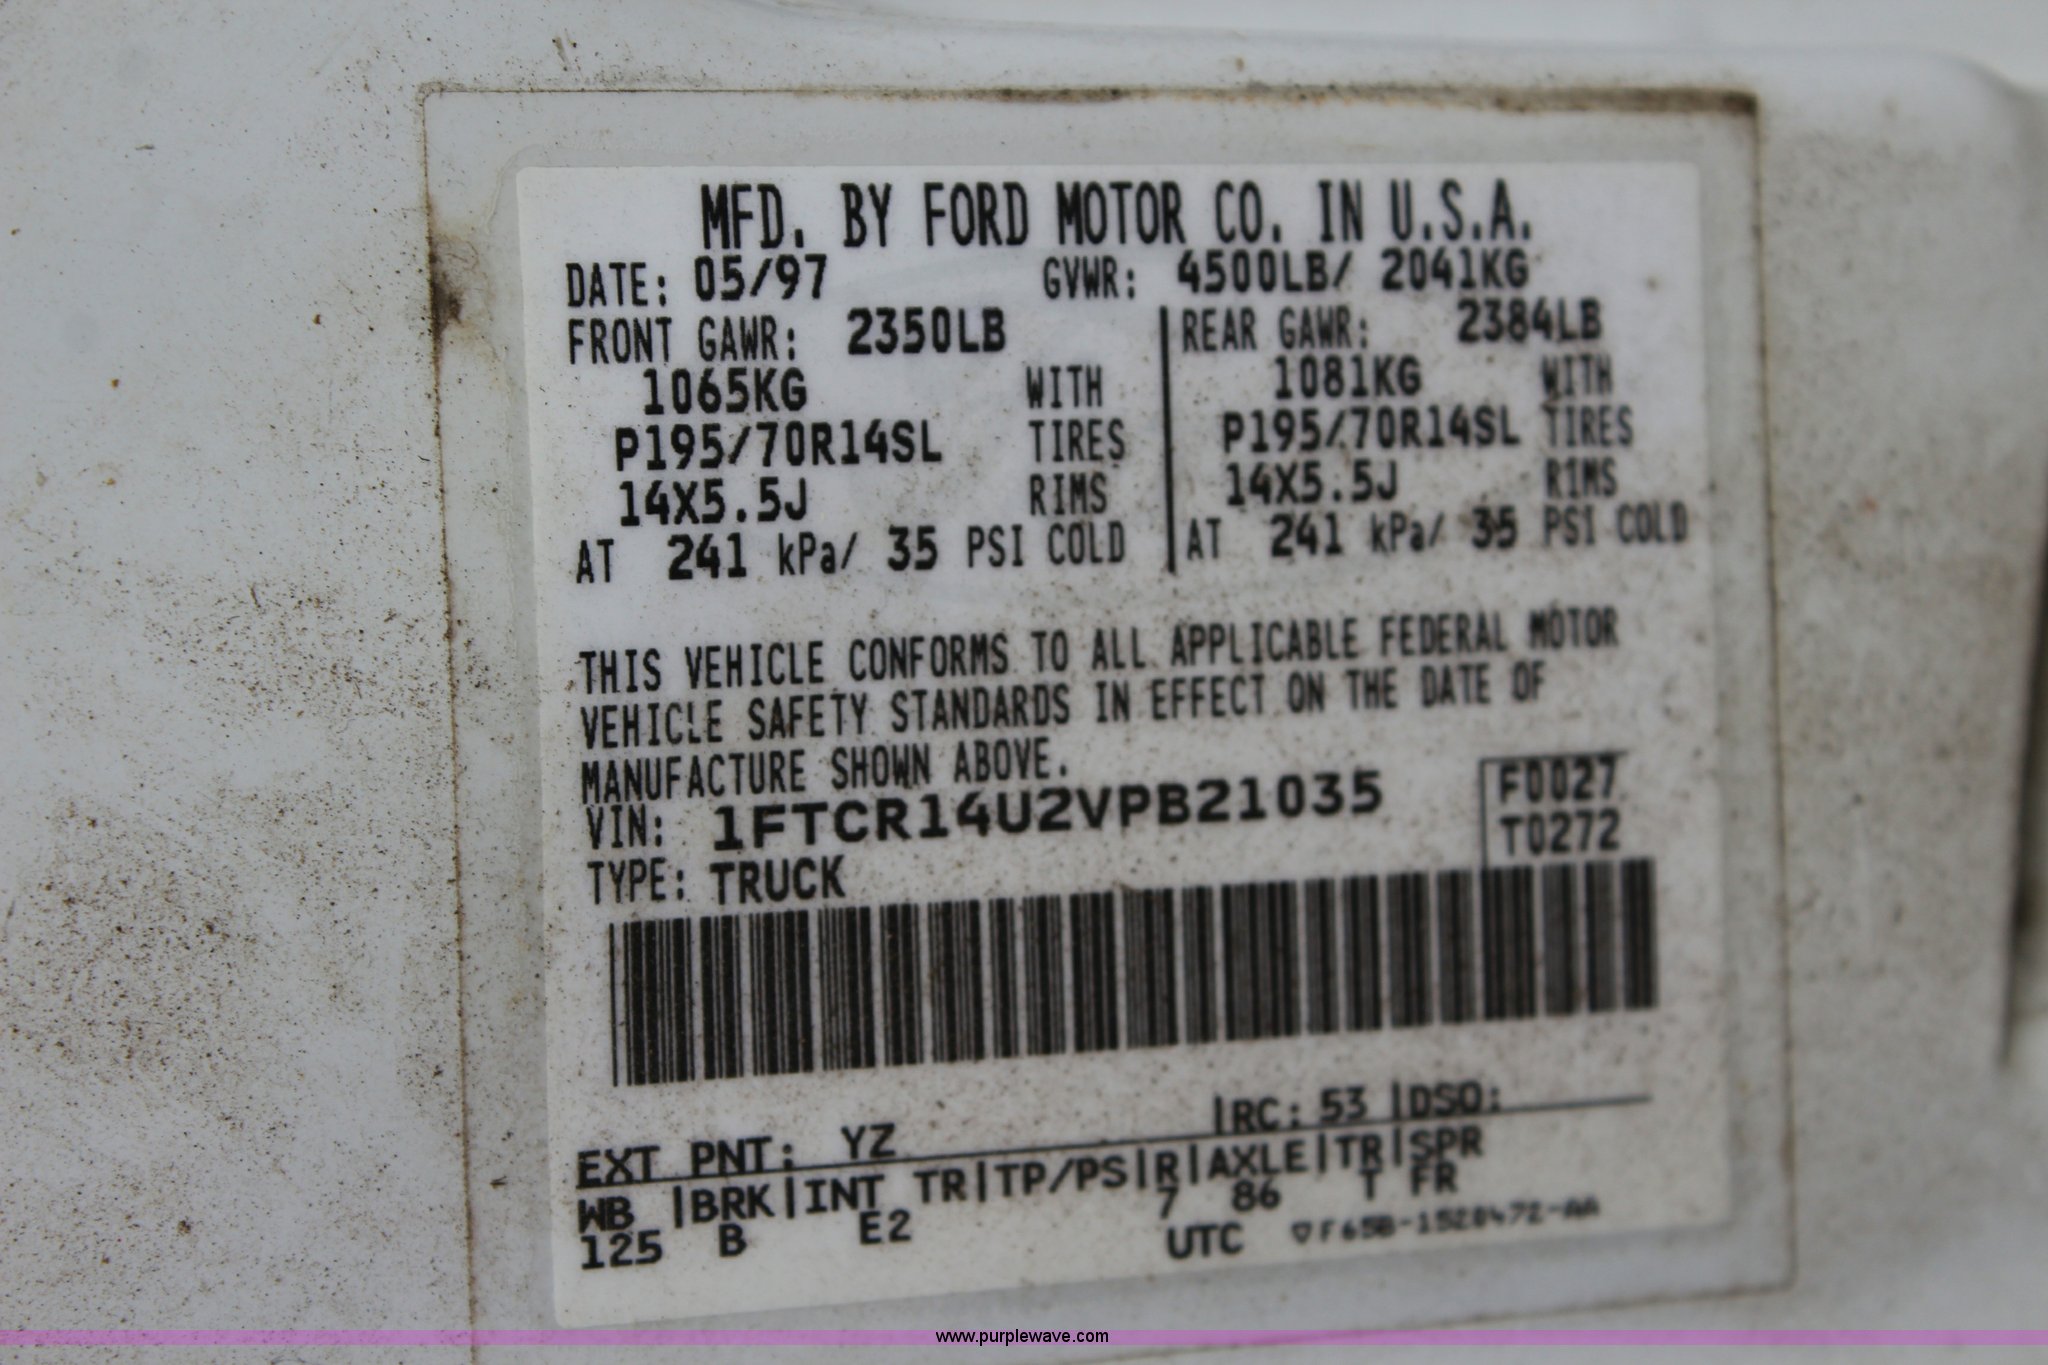 MFD. BY FORD MOTOR CO. IN U.S.A.
DATE: 05/97 GVWR: 4500LB/ 2041KG
FRONT GAWR: 2350LB REAR GAWR: 2384LB
1065KG WITH 1081KG WITH
P195/70R14SL TIRES P195/70R14SL TIRES
14X5.5J RIMS 14X5.5J RIMS
AT 241 kPa/ 35 PSI COLD AT 241 kPa/ 35 PSI COLD
THIS VEHICLE CONFORMS TO ALL APPLICABLE FEDERAL MOTOR
VEHICLE SAFETY STANDARDS IN EFFECT ON THE DATE OF
MANUFACTURE SHOWN ABOVE.
VIN: 1FTCR14U2VPB21035 F0027
TYPE: TRUCK T0272
EXT PNT: YZ |RC: 53 |DSO:
WB |BRK|INT TR|TP/PS|R|AXLE|TR|SPR
125 B E2 7 86 T FR
UTC ▽F65B-1520472-AA
www.purplewave.com